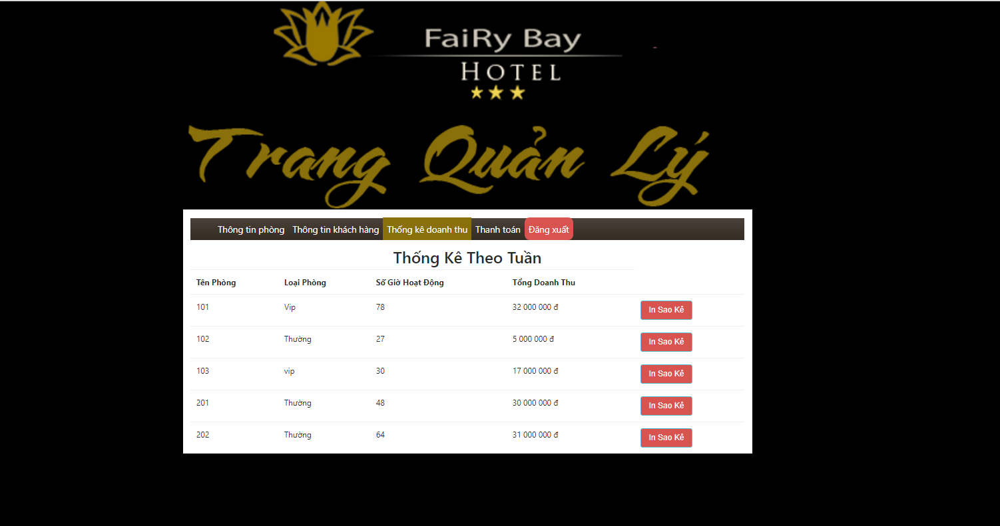 FaiRy Bay
HOTEL
Trang Quản Lý
Thông tin phòng Thông tin khách hàng Thống kê doanh thu Thanh toán Đăng xuất
Thống Kê Theo Tuần
Tên Phòng Loại Phòng Số Giờ Hoạt Động Tổng Doanh Thu
101 Vip 78 32 000 000 đ In Sao Kê
102 Thường 27 5 000 000 đ In Sao Kê
103 vip 30 17 000 000 đ In Sao Kê
201 Thường 48 30 000 000 đ In Sao Kê
202 Thường 64 31 000 000 đ In Sao Kê